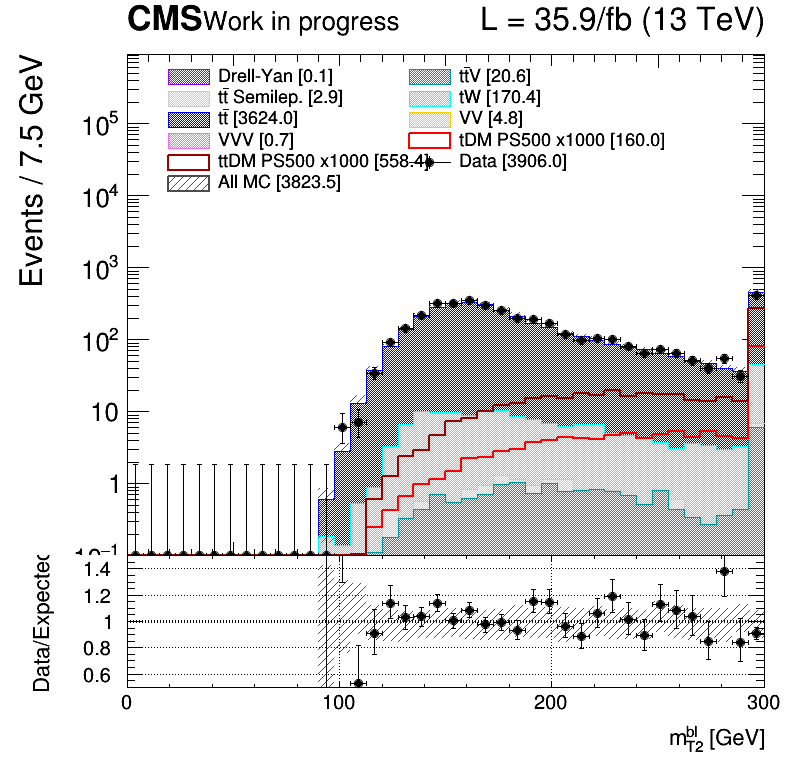 CMS Work in progress L = 35.9/fb (13 TeV)
Events / 7.5 GeV
Drell-Yan [0.1]
tt̄V [20.6]
tt̄ Semilep. [2.9]
tW [170.4]
tt̄ [3624.0]
VV [4.8]
VVV [0.7]
tDM PS500 x1000 [160.0]
ttDM PS500 x1000 [558.4]
Data [3906.0]
All MC [3823.5]
10⁵
10⁴
10³
10²
10
1
10⁻¹
Data/Expected
1.4
1.2
1
0.8
0.6
0 100 200 300
m_T2^bl [GeV]